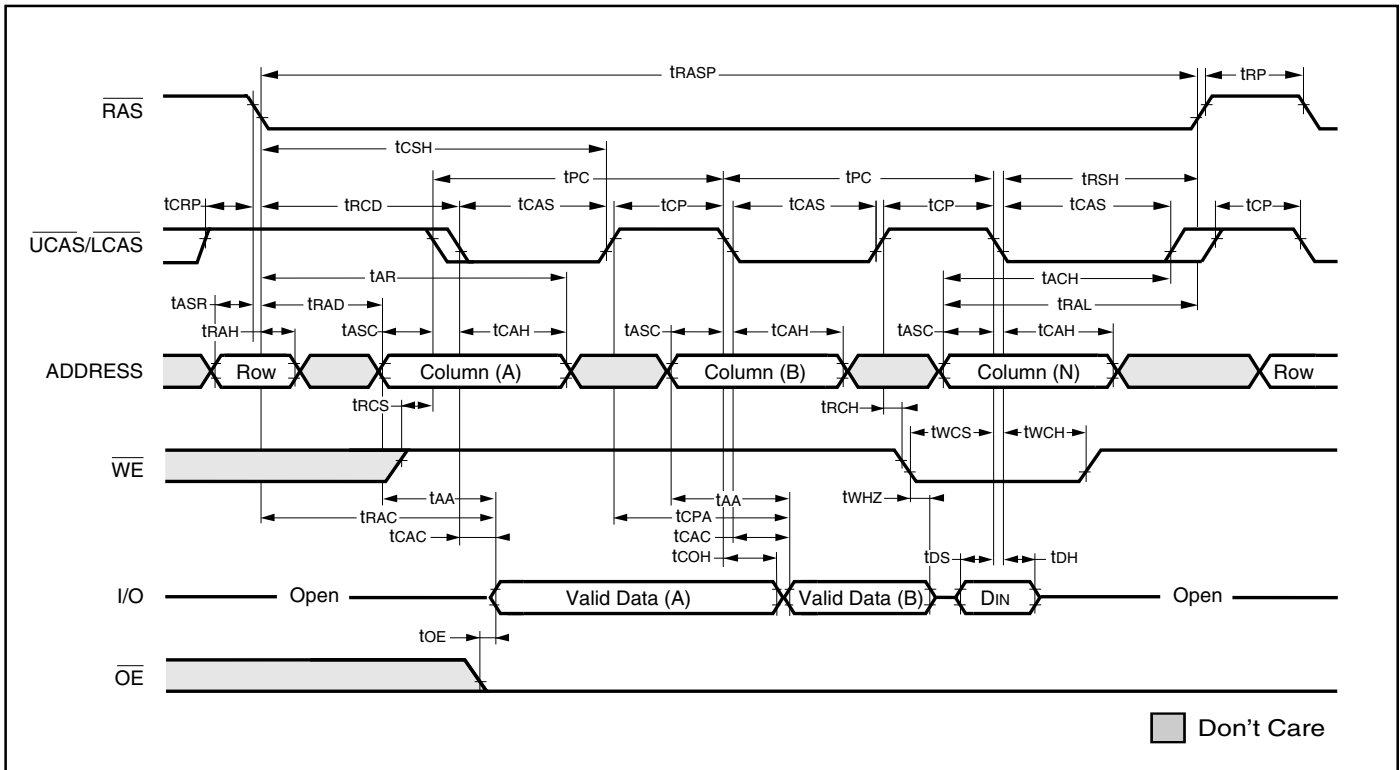 tRASP tRP
RAS
tCSH
tPC tPC tRSH
tCRP tRCD tCAS tCP tCAS tCP tCAS tCP
UCAS/LCAS
tAR tACH
tASR tRAD tRAL
tRAH tASC tCAH tASC tCAH tASC tCAH
ADDRESS Row Column (A) Column (B) Column (N) Row
tRCS tRCH
tWCS tWCH
WE
tAA tAA tWHZ
tRAC tCPA
tCAC tCAC
tCOH tDS tDH
I/O Open Valid Data (A) Valid Data (B) DIN Open
tOE
OE
Don't Care